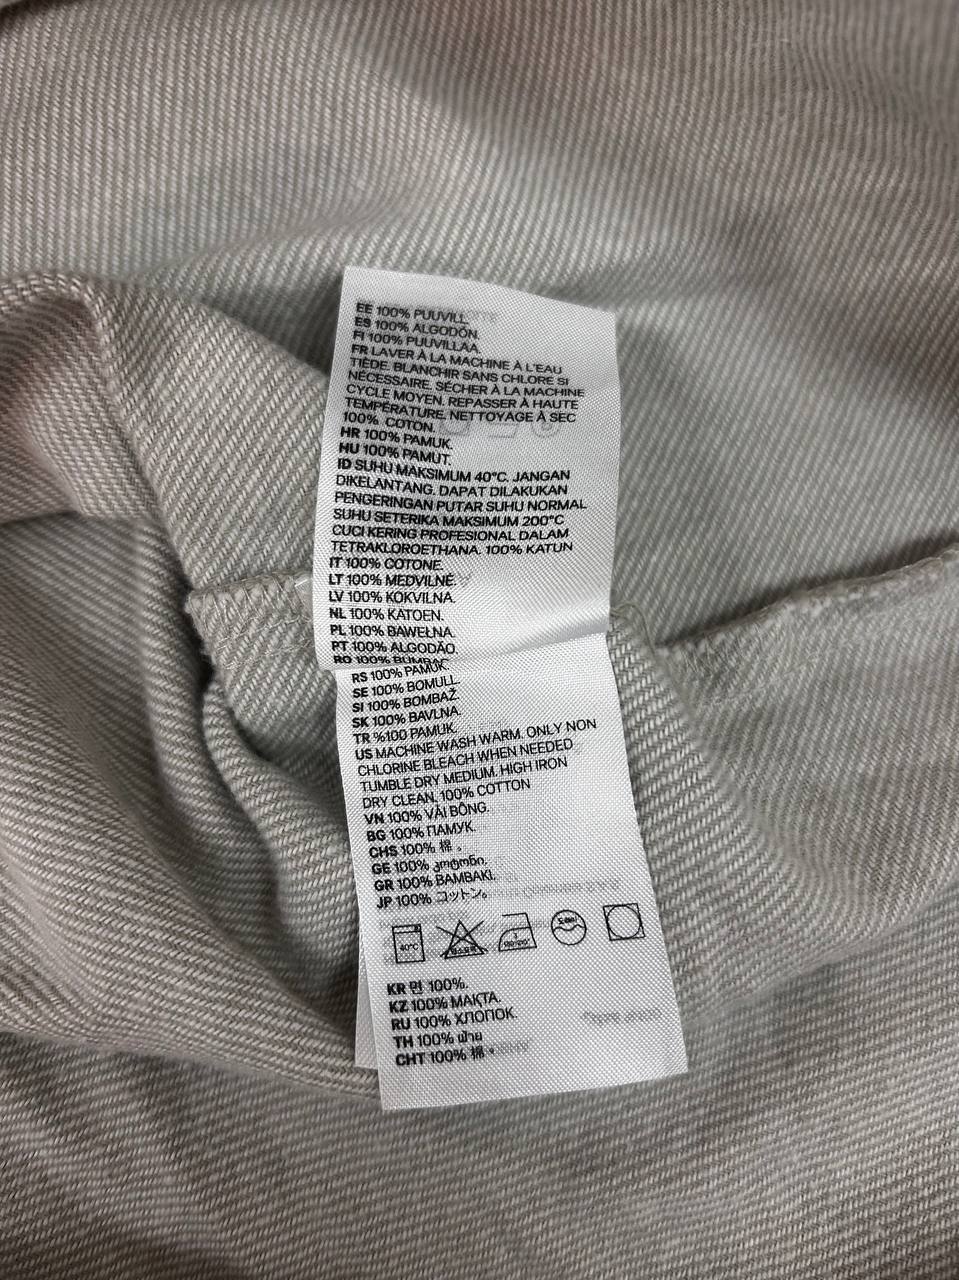 EE 100% PUUVILL.
ES 100% ALGODÓN.
FI 100% PUUVILLAA.
FR LAVER À LA MACHINE À L'EAU
TIÈDE. BLANCHIR SANS CHLORE SI
NÉCESSAIRE. SÉCHER À LA MACHINE
CYCLE MOYEN. REPASSER À HAUTE
TEMPÉRATURE. NETTOYAGE À SEC
100% COTON.
HR 100% PAMUK.
HU 100% PAMUT.
ID SUHU MAKSIMUM 40°C. JANGAN
DIKELANTANG. DAPAT DILAKUKAN
PENGERINGAN PUTAR SUHU NORMAL
SUHU SETERIKA MAKSIMUM 200°C
CUCI KERING PROFESIONAL DALAM
TETRAKLOROETHANA. 100% KATUN
IT 100% COTONE.
LT 100% MEDVILNĖ.
LV 100% KOKVILNA.
NL 100% KATOEN.
PL 100% BAWEŁNA.
PT 100% ALGODÃO.
RO 100% BUMBAC
RS 100% PAMUK.
SE 100% BOMULL.
SI 100% BOMBAŽ.
SK 100% BAVLNA.
TR %100 PAMUK.
US MACHINE WASH WARM. ONLY NON
CHLORINE BLEACH WHEN NEEDED
TUMBLE DRY MEDIUM. HIGH IRON
DRY CLEAN. 100% COTTON
VN 100% VẢI BÔNG.
BG 100% ПАМУК.
CHS 100% 棉 。
GE 100% კოტონი.
GR 100% ΒΑΜΒΑΚΙ.
JP 100% コットン。
40°C
KR 면 100%.
KZ 100% МАҚТА.
RU 100% ХЛОПОК
TH 100% ฝ้าย
CHT 100% 棉 。